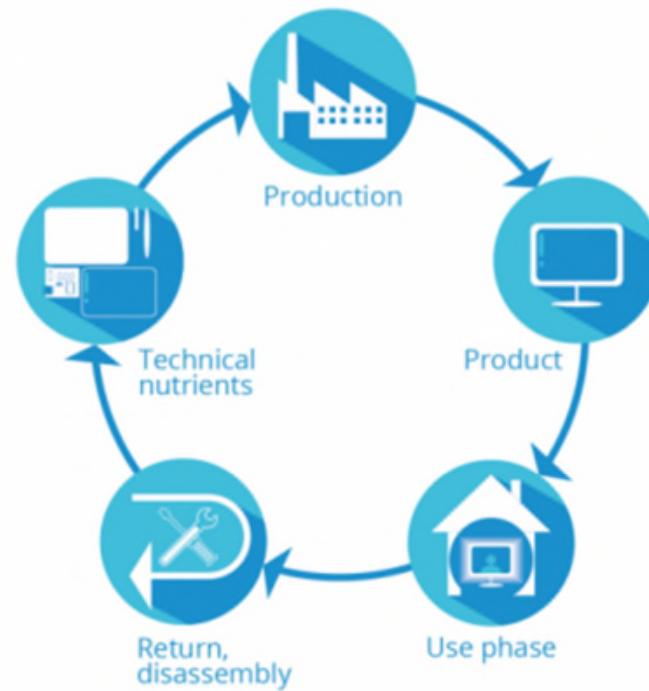 Production
Product
Use phase
Return,
disassembly
Technical
nutrients